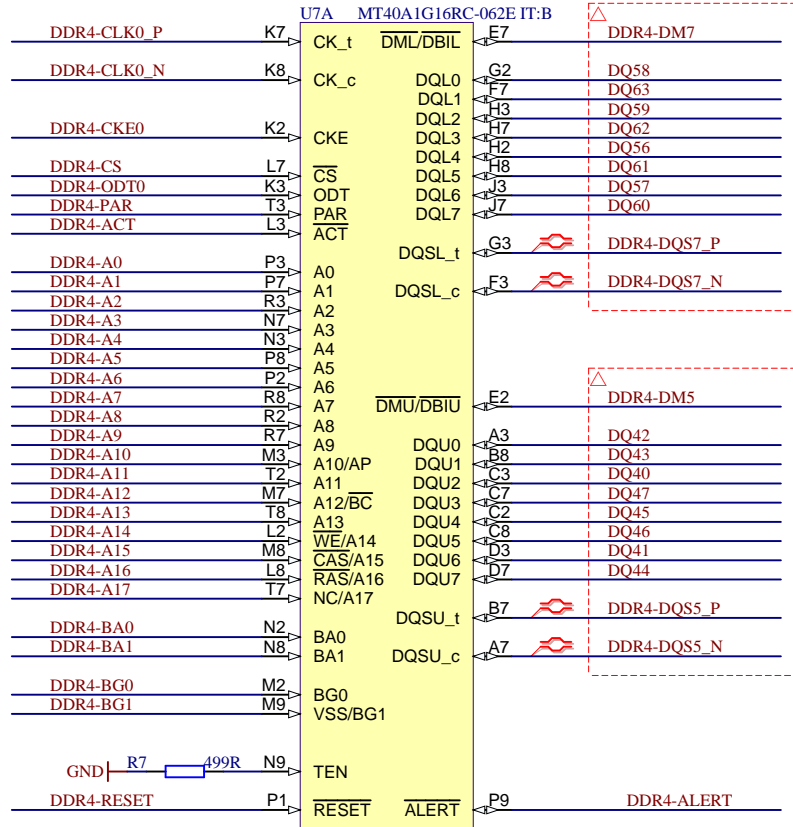 U7A MT40A1G16RC-062E IT:B
DDR4-CLK0_P K7 CK_t DML/DBIL E7 DDR4-DM7
DDR4-CLK0_N K8 CK_c DQL0 G2 DQ58
DQL1 F7 DQ63
DQL2 H3 DQ59
DDR4-CKE0 K2 CKE DQL3 H7 DQ62
DQL4 H2 DQ56
DDR4-CS L7 CS DQL5 H8 DQ61
DDR4-ODT0 K3 ODT DQL6 J3 DQ57
DDR4-PAR T3 PAR DQL7 J7 DQ60
DDR4-ACT L3 ACT
DQSL_t G3 DDR4-DQS7_P
DDR4-A0 P3 A0
DDR4-A1 P7 A1 DQSL_c F3 DDR4-DQS7_N
DDR4-A2 R3 A2
DDR4-A3 N7 A3
DDR4-A4 N3 A4
DDR4-A5 P8 A5
DDR4-A6 P2 A6
DDR4-A7 R8 A7 DMU/DBIU E2 DDR4-DM5
DDR4-A8 R2 A8
DDR4-A9 R7 A9 DQU0 A3 DQ42
DDR4-A10 M3 A10/AP DQU1 B8 DQ43
DDR4-A11 T2 A11 DQU2 C3 DQ40
DDR4-A12 M7 A12/BC DQU3 C7 DQ47
DDR4-A13 T8 A13 DQU4 C2 DQ45
DDR4-A14 L2 WE/A14 DQU5 C8 DQ46
DDR4-A15 M8 CAS/A15 DQU6 D3 DQ41
DDR4-A16 L8 RAS/A16 DQU7 D7 DQ44
DDR4-A17 T7 NC/A17
DQSU_t B7 DDR4-DQS5_P
DDR4-BA0 N2 BA0
DDR4-BA1 N8 BA1 DQSU_c A7 DDR4-DQS5_N
DDR4-BG0 M2 BG0
DDR4-BG1 M9 VSS/BG1
GND R7 499R N9 TEN
DDR4-RESET P1 RESET ALERT P9 DDR4-ALERT